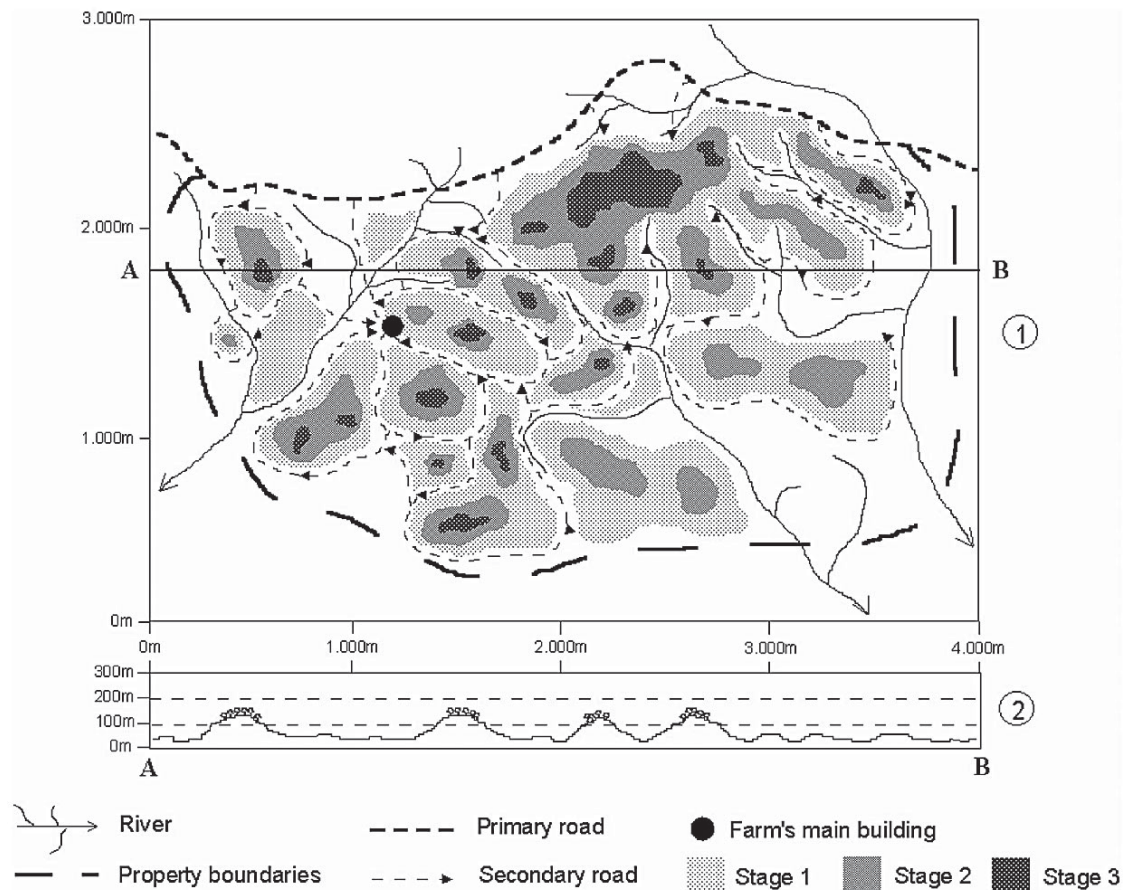 3.000m
2.000m
A B
1
1.000m
0m
0m 1.000m 2.000m 3.000m 4.000m
300m
200m
2
100m
0m
A B
River Primary road Farm's main building
Property boundaries Secondary road Stage 1 Stage 2 Stage 3